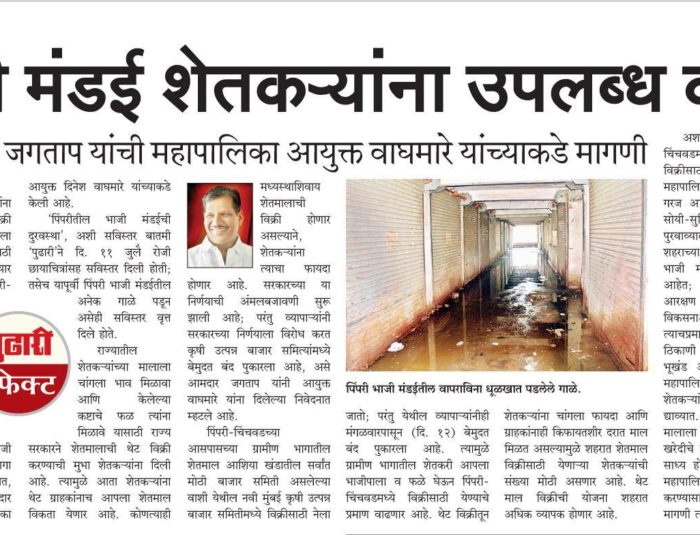 मंडई शेतकऱ्यांना उपलब्ध
जगताप यांची महापालिका आयुक्त वाघमारे यांच्याकडे मागणी
आयुक्त दिनेश वाघमारे यांच्याकडे
केली आहे.
‘पिंपरीतील भाजी मंडईची
दुरवस्था’, अशी सविस्तर बातमी
‘पुढारी’ने दि. ११ जुलै रोजी
छायाचित्रांसह सविस्तर दिली होती;
तसेच यापूर्वी पिंपरी भाजी मंडईतील
अनेक गाळे पडून
असेही सविस्तर वृत्त
दिले होते.
राज्यातील
शेतकऱ्यांच्या मालाला
चांगला भाव मिळावा
आणि केलेल्या
कष्टाचे फळ त्यांना
मिळावे यासाठी राज्य
सरकारने शेतमालाची थेट विक्री
करण्याची मुभा शेतकऱ्यांना दिली
आहे. त्यामुळे आता शेतकऱ्यांना
थेट ग्राहकांनाच आपला शेतमाल
विकता येणार आहे. कोणत्याही
पुढारी
फेक्ट
मध्यस्थाशिवाय
शेतमालाची
विक्री होणार
असल्याने,
शेतकऱ्यांना
त्याचा फायदा
होणार आहे. सरकारच्या या
निर्णयाची अंमलबजावणी सुरू
झाली आहे; परंतु व्यापाऱ्यांनी
सरकारच्या निर्णयाला विरोध करत
कृषी उत्पन्न बाजार समित्यांमध्ये
बेमुदत बंद पुकारला आहे, असे
आमदार जगताप यांनी आयुक्त
वाघमारे यांना दिलेल्या निवेदनात
म्हटले आहे.
पिंपरी-चिंचवडच्या
आसपासच्या ग्रामीण भागातील
शेतमाल आशिया खंडातील सर्वांत
मोठी बाजार समिती असलेल्या
वाशी येथील नवी मुंबई कृषी उत्पन्न
बाजार समितीमध्ये विक्रीसाठी नेला
पिंपरी भाजी मंडईतील वापराविना धूळखात पडलेले गाळे.
जातो; परंतु येथील व्यापाऱ्यांनीही
मंगळवारपासून (दि. १२) बेमुदत
बंद पुकारला आहे. त्यामुळे
ग्रामीण भागातील शेतकरी आपला
भाजीपाला व फळे घेऊन पिंपरी-
चिंचवडमध्ये विक्रीसाठी येण्याचे
प्रमाण वाढणार आहे. थेट विक्रीतून
शेतकऱ्यांना चांगला फायदा आणि
ग्राहकांनाही किफायतशीर दरात माल
मिळत असल्यामुळे शहरात शेतमाल
विक्रीसाठी येणाऱ्या शेतकऱ्यांची
संख्या मोठी असणार आहे. थेट
माल विक्रीची योजना शहरात
अधिक व्यापक होणार आहे.
चिंचवडम
विक्रीसाठी
महापालि
गरज अ
सोयी-सु
पुरवाव्यात
शहराच्या
भाजी म
आहेत;
आरक्षण
विकसना
त्याचप्रम
ठिकाणी
भूखंड अ
महापालि
शेतकऱ्यां
द्याव्यात.
मालाला
खरेदीचे
साध्य हो
महापालि
करण्यास
मागणी त्य